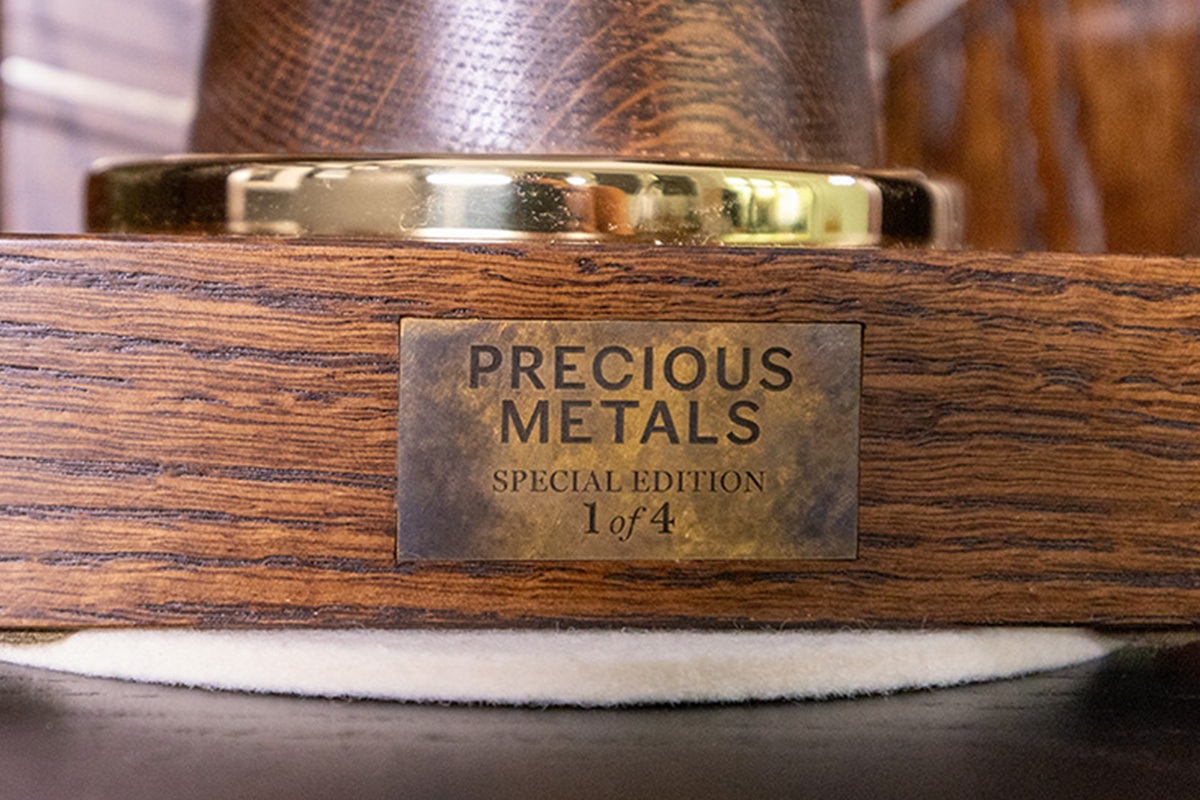 PRECIOUS
METALS
SPECIAL EDITION
1 of 4